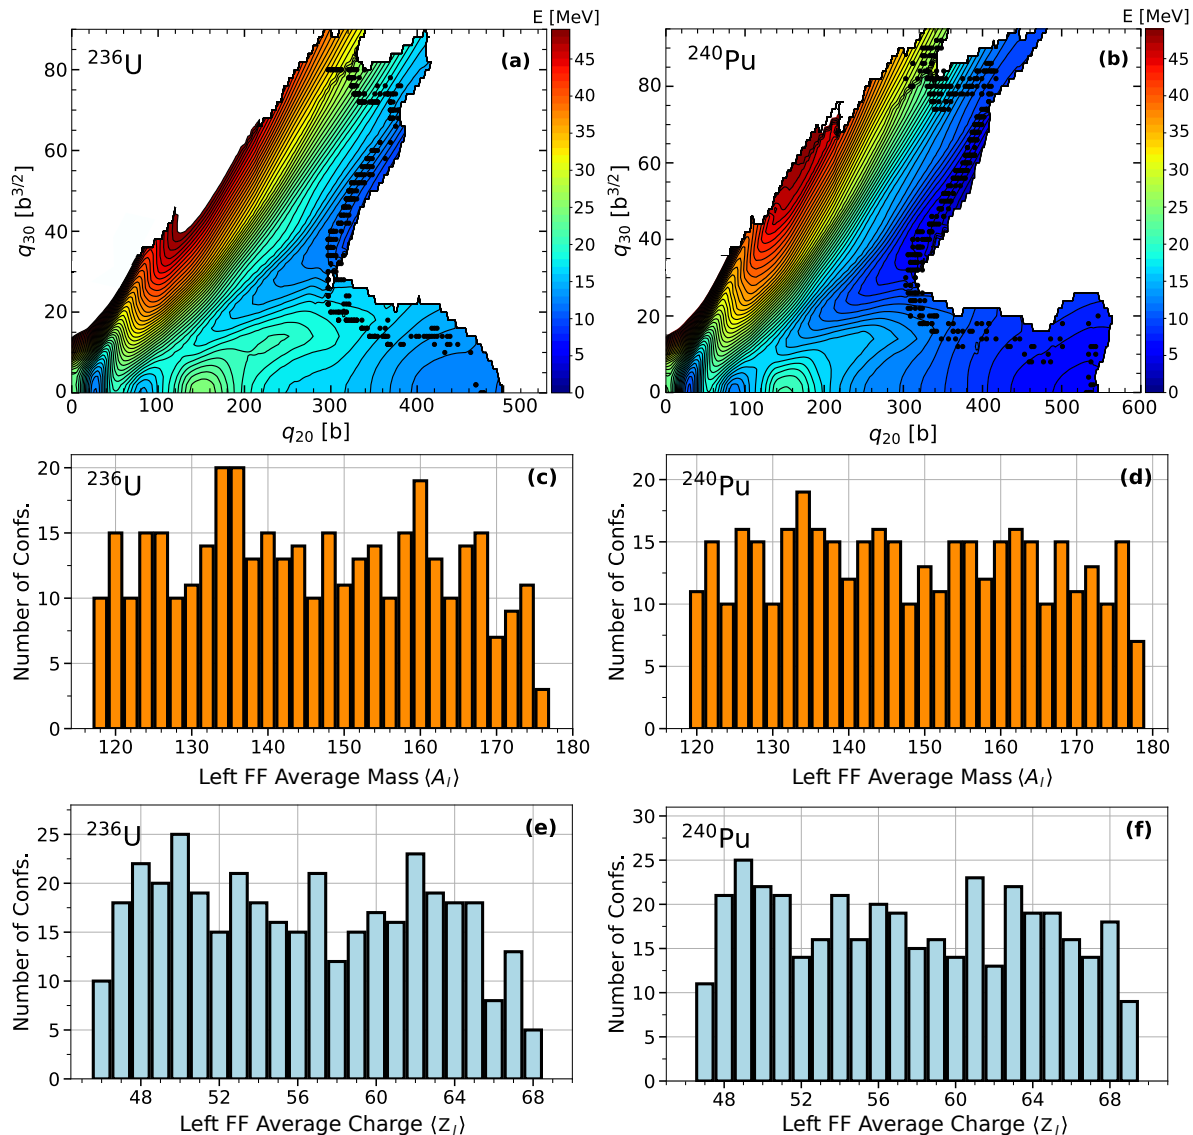 E [MeV]
E [MeV]
²³⁶U
(a)
q₃₀ [b^{3/2}]
80
60
40
20
0
0 100 200 300 400 500
q₂₀ [b]
45
40
35
30
25
20
15
10
5
0
²⁴⁰Pu
(b)
q₃₀ [b^{3/2}]
80
60
40
20
0
0 100 200 300 400 500 600
q₂₀ [b]
45
40
35
30
25
20
15
10
5
0
²³⁶U
(c)
Number of Confs.
20
15
10
5
0
120 130 140 150 160 170 180
Left FF Average Mass ⟨A_l⟩
²⁴⁰Pu
(d)
Number of Confs.
20
15
10
5
0
120 130 140 150 160 170 180
Left FF Average Mass ⟨A_l⟩
²³⁶U
(e)
Number of Confs.
25
20
15
10
5
0
48 52 56 60 64 68
Left FF Average Charge ⟨Z_l⟩
²⁴⁰Pu
(f)
Number of Confs.
30
25
20
15
10
5
0
48 52 56 60 64 68
Left FF Average Charge ⟨Z_l⟩